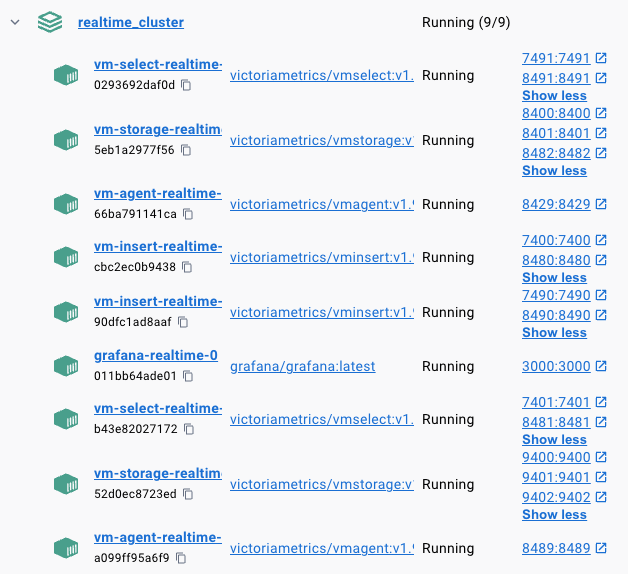 realtime_cluster Running (9/9)
vm-select-realtime- victoriametrics/vmselect:v1. Running 7491:7491
0293692daf0d 8491:8491
Show less
vm-storage-realtim victoriametrics/vmstorage:v Running 8400:8400
5eb1a2977f56 8401:8401
8482:8482
Show less
vm-agent-realtime- victoriametrics/vmagent:v1.9 Running 8429:8429
66ba791141ca
vm-insert-realtime- victoriametrics/vminsert:v1. Running 7400:7400
cbc2ec0b9438 8480:8480
Show less
vm-insert-realtime- victoriametrics/vminsert:v1. Running 7490:7490
90dfc1ad8aaf 8490:8490
Show less
grafana-realtime-0 grafana/grafana:latest Running 3000:3000
011bb64ade01
vm-select-realtime- victoriametrics/vmselect:v1. Running 7401:7401
b43e82027172 8481:8481
Show less
vm-storage-realtim victoriametrics/vmstorage:v Running 9400:9400
52d0ec8723ed 9401:9401
9402:9402
Show less
vm-agent-realtime- victoriametrics/vmagent:v1.9 Running 8489:8489
a099ff95a6f9